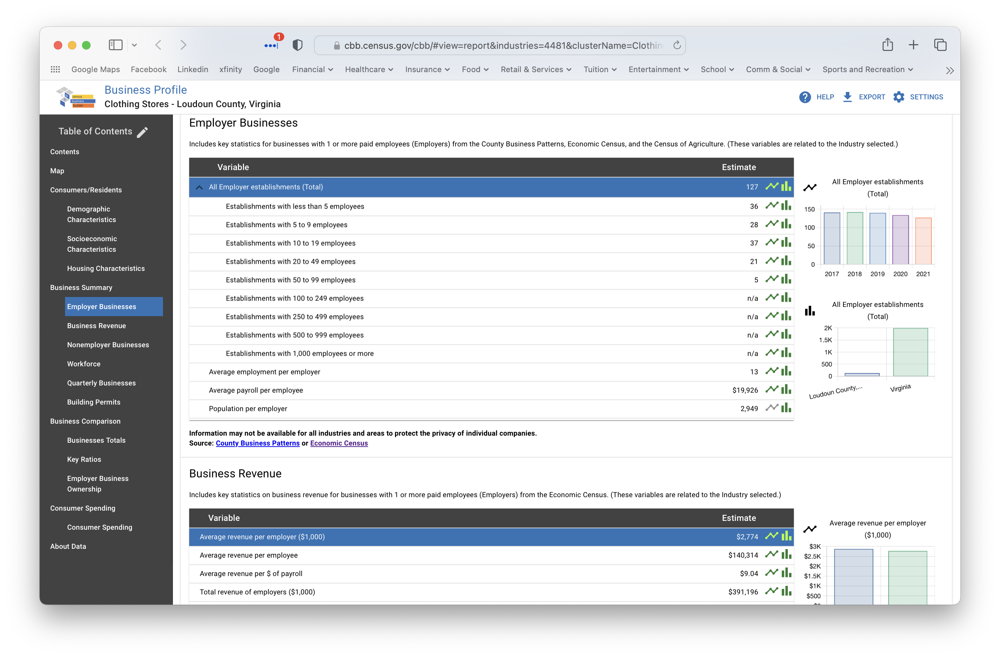 1
cbb.census.gov/cbb/#view=report&industries=4481&clusterName=Clothin
Google Maps Facebook Linkedin xfinity Google Financial Healthcare Insurance Food Retail & Services Tuition Entertainment School Comm & Social Sports and Recreation
c b b census business builder
Business Profile
Clothing Stores - Loudoun County, Virginia
? HELP EXPORT SETTINGS
Table of Contents
Contents
Map
Consumers/Residents
Demographic
Characteristics
Socioeconomic
Characteristics
Housing Characteristics
Business Summary
Employer Businesses
Business Revenue
Nonemployer Businesses
Workforce
Quarterly Businesses
Building Permits
Business Comparison
Businesses Totals
Key Ratios
Employer Business
Ownership
Consumer Spending
Consumer Spending
About Data
Employer Businesses
Includes key statistics for businesses with 1 or more paid employees (Employers) from the County Business Patterns, Economic Census, and the Census of Agriculture. (These variables are related to the Industry selected.)
Variable Estimate
All Employer establishments (Total) 127
Establishments with less than 5 employees 36
Establishments with 5 to 9 employees 28
Establishments with 10 to 19 employees 37
Establishments with 20 to 49 employees 21
Establishments with 50 to 99 employees 5
Establishments with 100 to 249 employees n/a
Establishments with 250 to 499 employees n/a
Establishments with 500 to 999 employees n/a
Establishments with 1,000 employees or more n/a
Average employment per employer 13
Average payroll per employee $19,926
Population per employer 2,949
All Employer establishments
(Total)
150
100
50
0
2017 2018 2019 2020 2021
All Employer establishments
(Total)
2K
1.5K
1K
500
0
Loudoun County,... Virginia
Information may not be available for all industries and areas to protect the privacy of individual companies.
Source: County Business Patterns or Economic Census
Business Revenue
Includes key statistics on business revenue for businesses with 1 or more paid employees (Employers) from the Economic Census. (These variables are related to the Industry selected.)
Variable Estimate
Average revenue per employer ($1,000) $2,774
Average revenue per employee $140,314
Average revenue per $ of payroll $9.04
Total revenue of employers ($1,000) $391,196
Average revenue per employer
($1,000)
$3K
$2.5K
$2K
$1.5K
$1K
$500